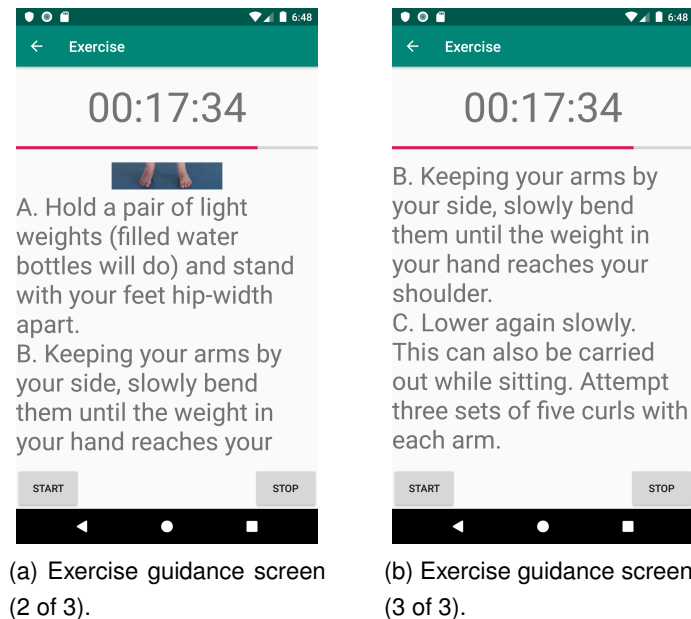 6:48
Exercise
00:17:34
A. Hold a pair of light
weights (filled water
bottles will do) and stand
with your feet hip-width
apart.
B. Keeping your arms by
your side, slowly bend
them until the weight in
your hand reaches your
START
STOP
(a) Exercise guidance screen
(2 of 3).
6:48
Exercise
00:17:34
B. Keeping your arms by
your side, slowly bend
them until the weight in
your hand reaches your
shoulder.
C. Lower again slowly.
This can also be carried
out while sitting. Attempt
three sets of five curls with
each arm.
START
STOP
(b) Exercise guidance screen
(3 of 3).